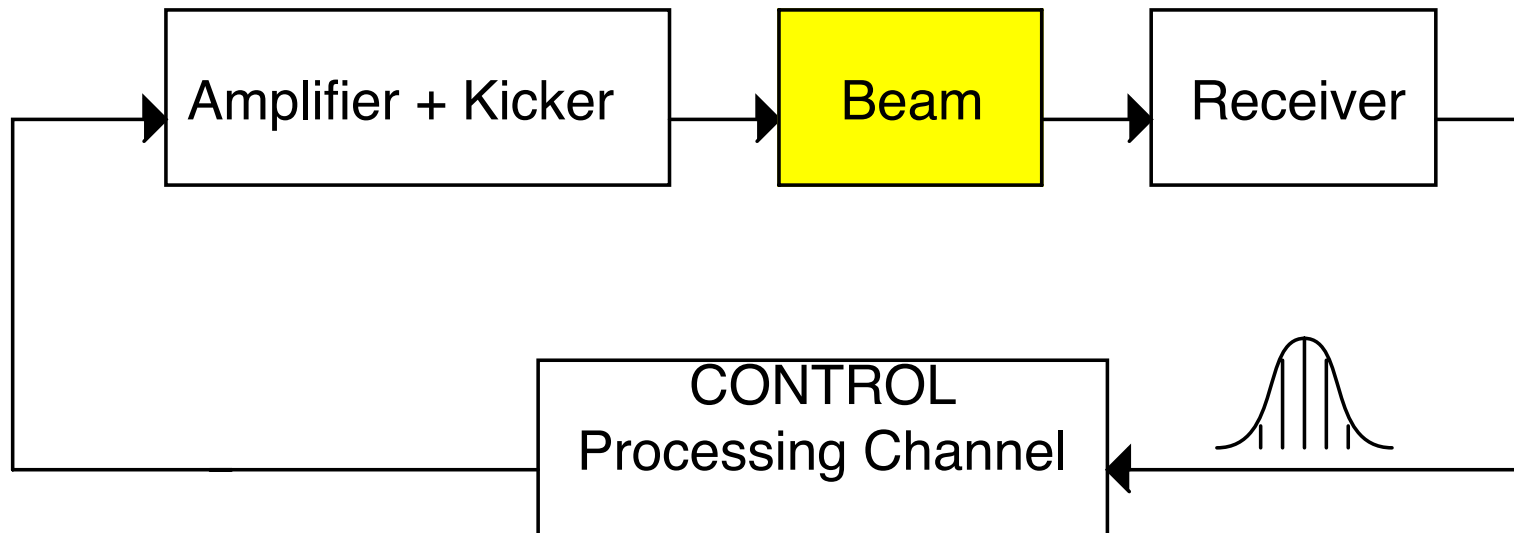 Amplifier + Kicker
Beam
Receiver
CONTROL
Processing Channel